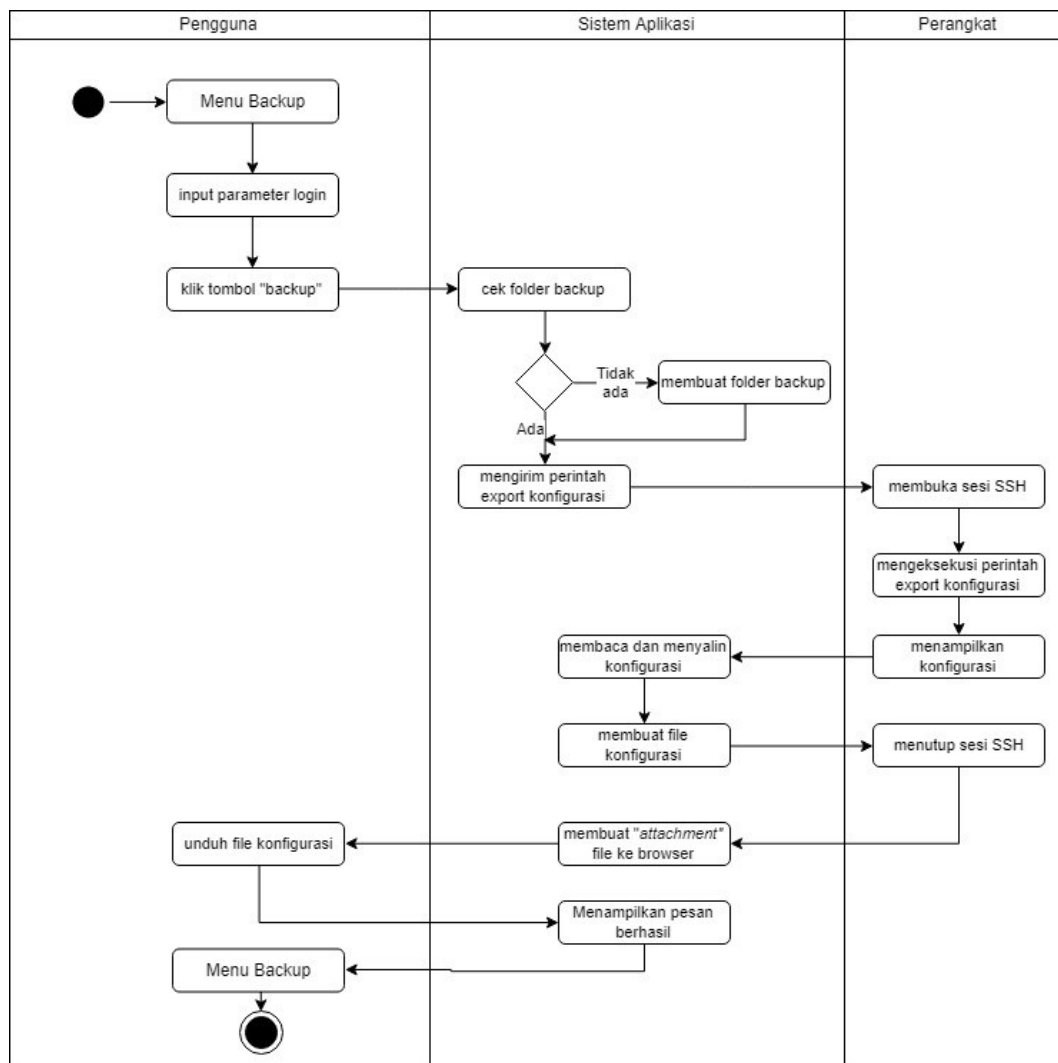 Pengguna
Sistem Aplikasi
Perangkat
Menu Backup
input parameter login
klik tombol "backup"
cek folder backup
Tidak
ada
membuat folder backup
Ada
mengirim perintah
export konfigurasi
membuka sesi SSH
mengeksekusi perintah
export konfigurasi
menampilkan
konfigurasi
membaca dan menyalin
konfigurasi
membuat file
konfigurasi
menutup sesi SSH
membuat "attachment"
file ke browser
unduh file konfigurasi
Menampilkan pesan
berhasil
Menu Backup